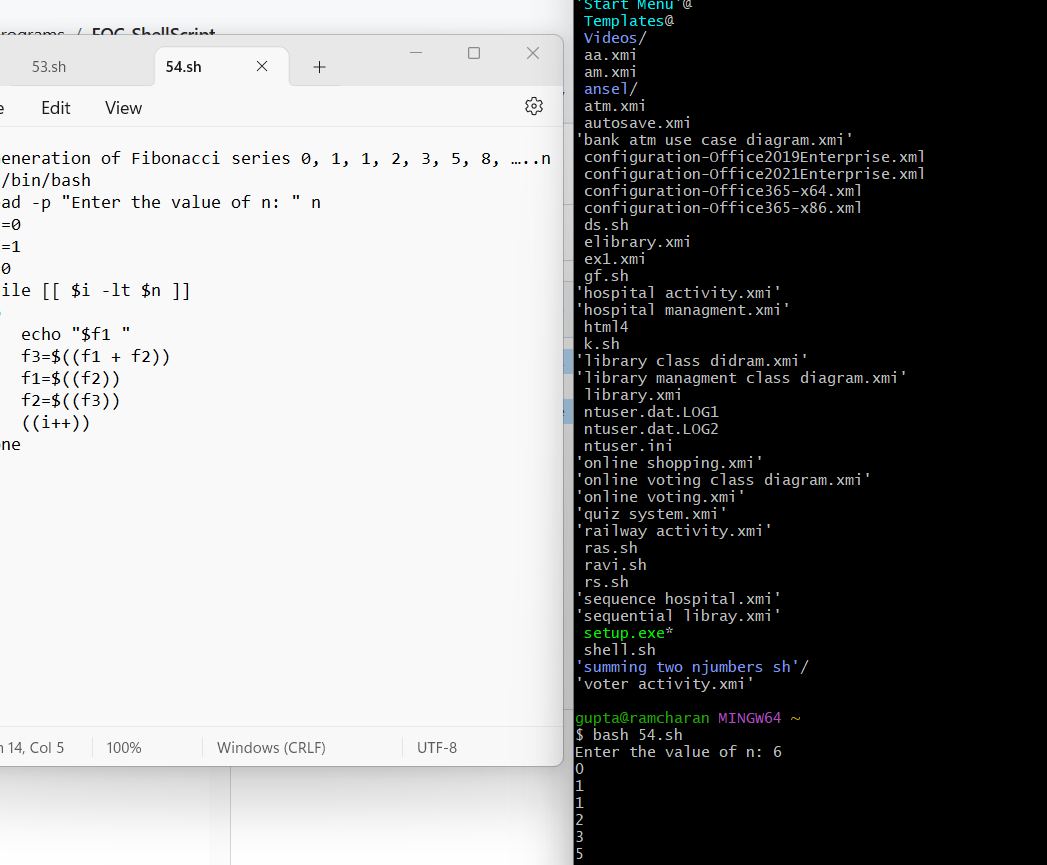 rograms / FOC-ShellScript
53.sh
54.sh
e Edit View
eneration of Fibonacci series 0, 1, 1, 2, 3, 5, 8, …..n
/bin/bash
ad -p "Enter the value of n: " n
=0
=1
0
ile [[ $i -lt $n ]]
echo "$f1 "
f3=$((f1 + f2))
f1=$((f2))
f2=$((f3))
((i++))
ne
n 14, Col 5
100%
Windows (CRLF)
UTF-8
'Start Menu'@
Templates@
Videos/
aa.xmi
am.xmi
ansel/
atm.xmi
autosave.xmi
'bank atm use case diagram.xmi'
configuration-Office2019Enterprise.xml
configuration-Office2021Enterprise.xml
configuration-Office365-x64.xml
configuration-Office365-x86.xml
ds.sh
elibrary.xmi
ex1.xmi
gf.sh
'hospital activity.xmi'
'hospital managment.xmi'
html4
k.sh
'library class didram.xmi'
'library managment class diagram.xmi'
library.xmi
ntuser.dat.LOG1
ntuser.dat.LOG2
ntuser.ini
'online shopping.xmi'
'online voting class diagram.xmi'
'online voting.xmi'
'quiz system.xmi'
'railway activity.xmi'
ras.sh
ravi.sh
rs.sh
'sequence hospital.xmi'
'sequential libray.xmi'
setup.exe*
shell.sh
'summing two njumbers sh'/
'voter activity.xmi'
gupta@ramcharan MINGW64 ~
$ bash 54.sh
Enter the value of n: 6
0
1
1
2
3
5